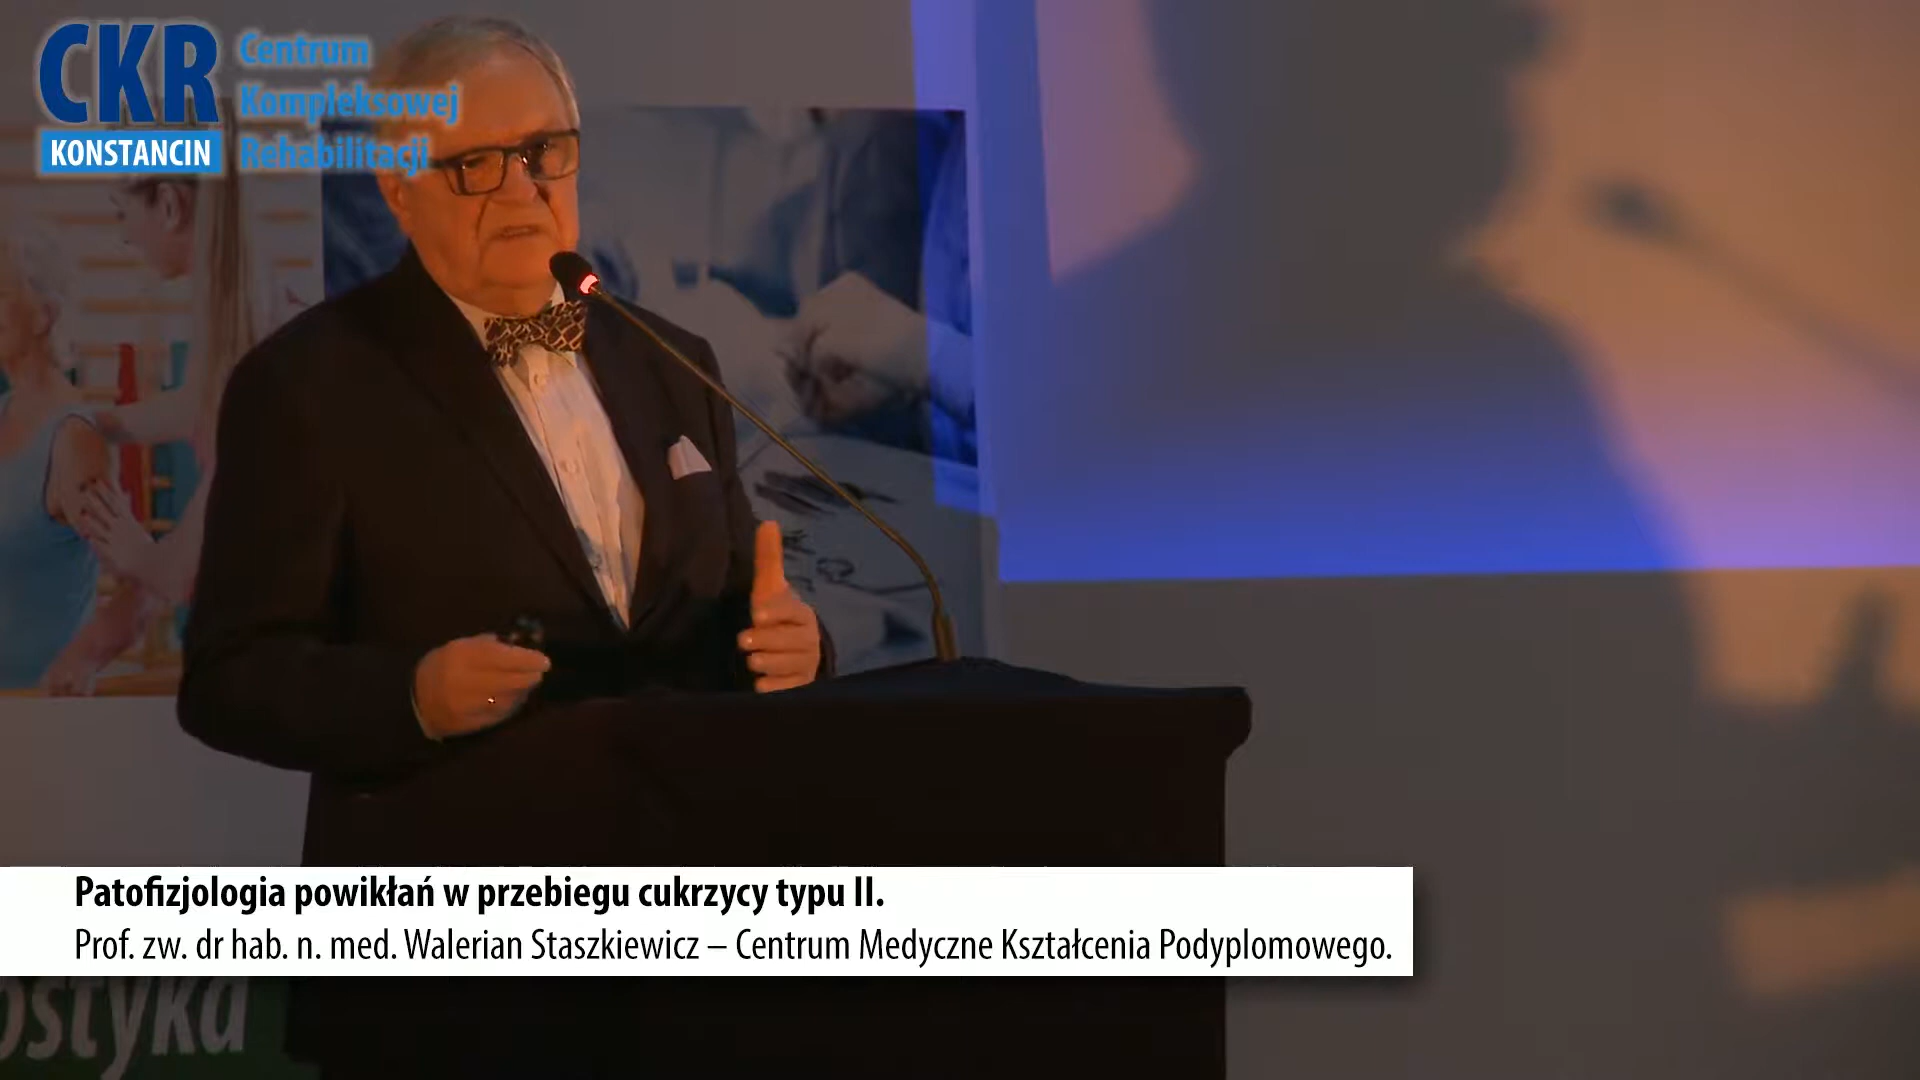 CKR
KONSTANCIN
Centrum
Kompleksowej
Rehabilitacji
Patofizjologia powikłań w przebiegu cukrzycy typu II.
Prof. zw. dr hab. n. med. Walerian Staszkiewicz – Centrum Medyczne Kształcenia Podyplomowego.
ostyka